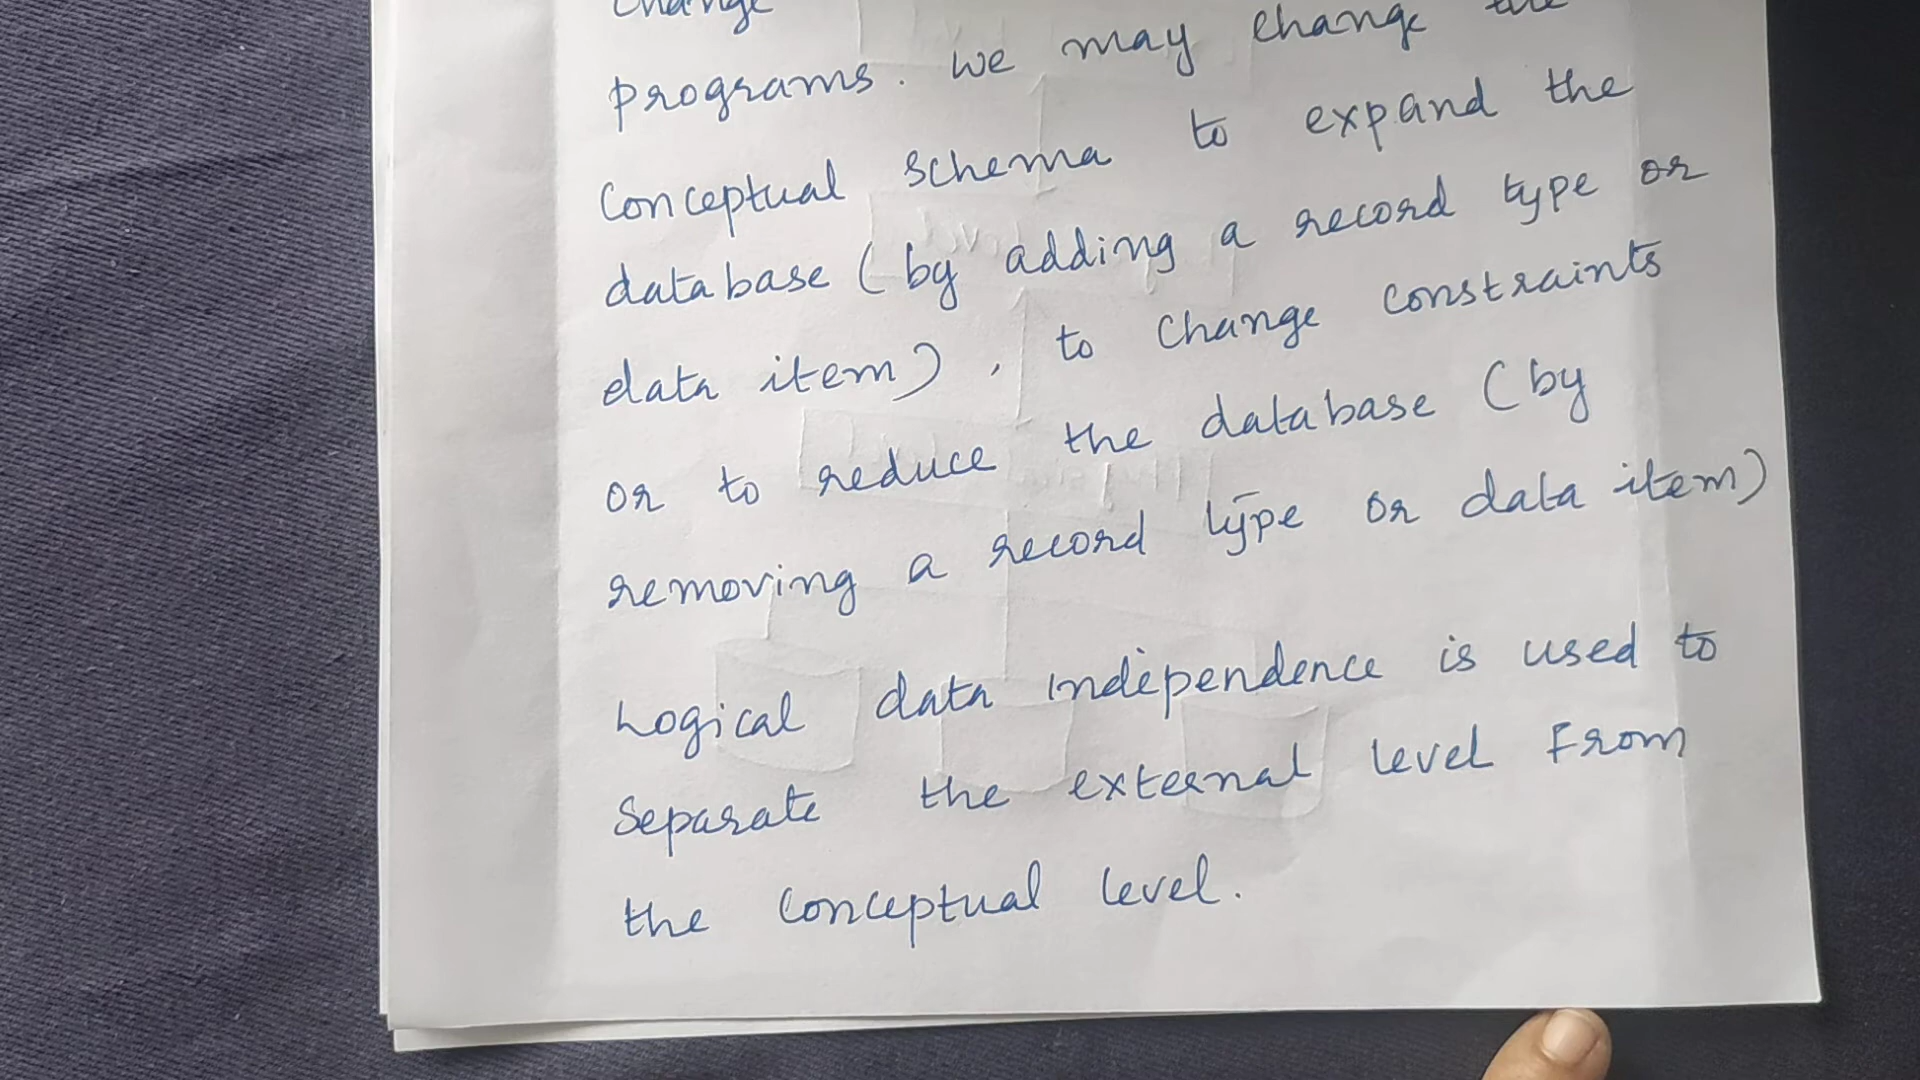 change
programs. We may change the
Conceptual Schema to expand the
database (by adding a record type or
data item), to Change Constraints
or to reduce the database (by
removing a record type or data item)
Logical data independence is used to
Separate the external level From
the Conceptual level.